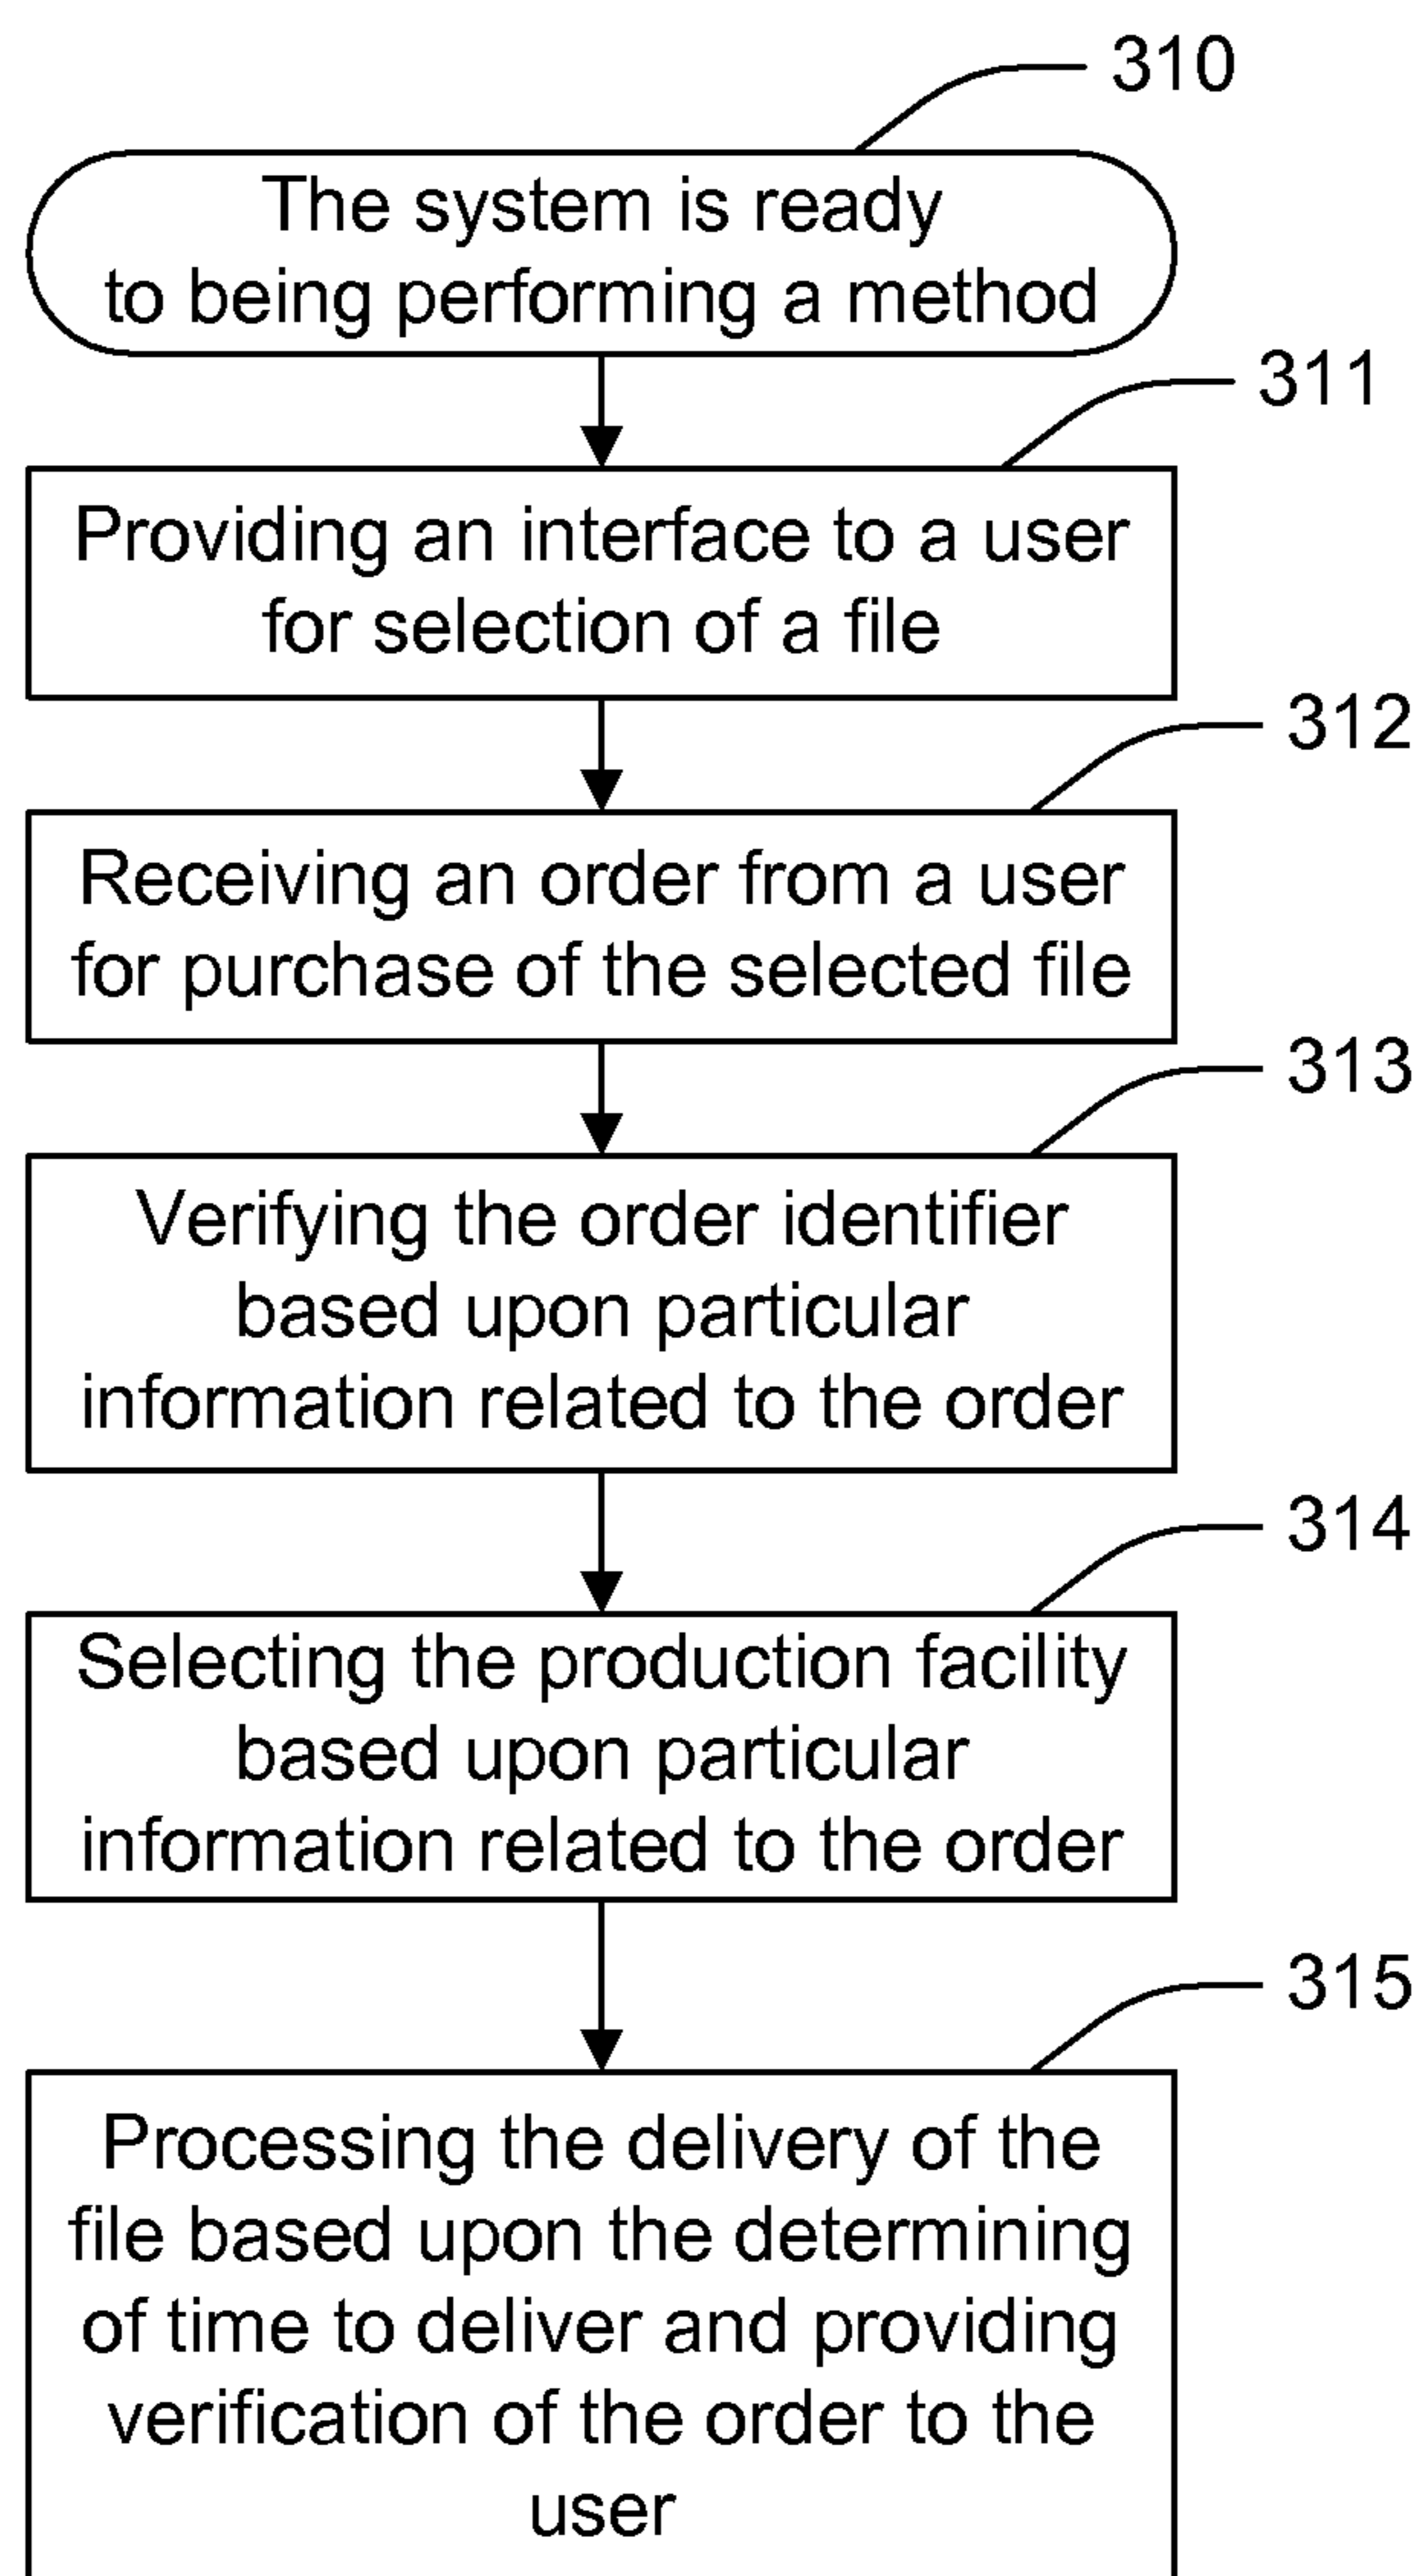 310
The system is ready
to being performing a method
311
Providing an interface to a user
for selection of a file
312
Receiving an order from a user
for purchase of the selected file
313
Verifying the order identifier
based upon particular
information related to the order
314
Selecting the production facility
based upon particular
information related to the order
315
Processing the delivery of the
file based upon the determining
of time to deliver and providing
verification of the order to the
user